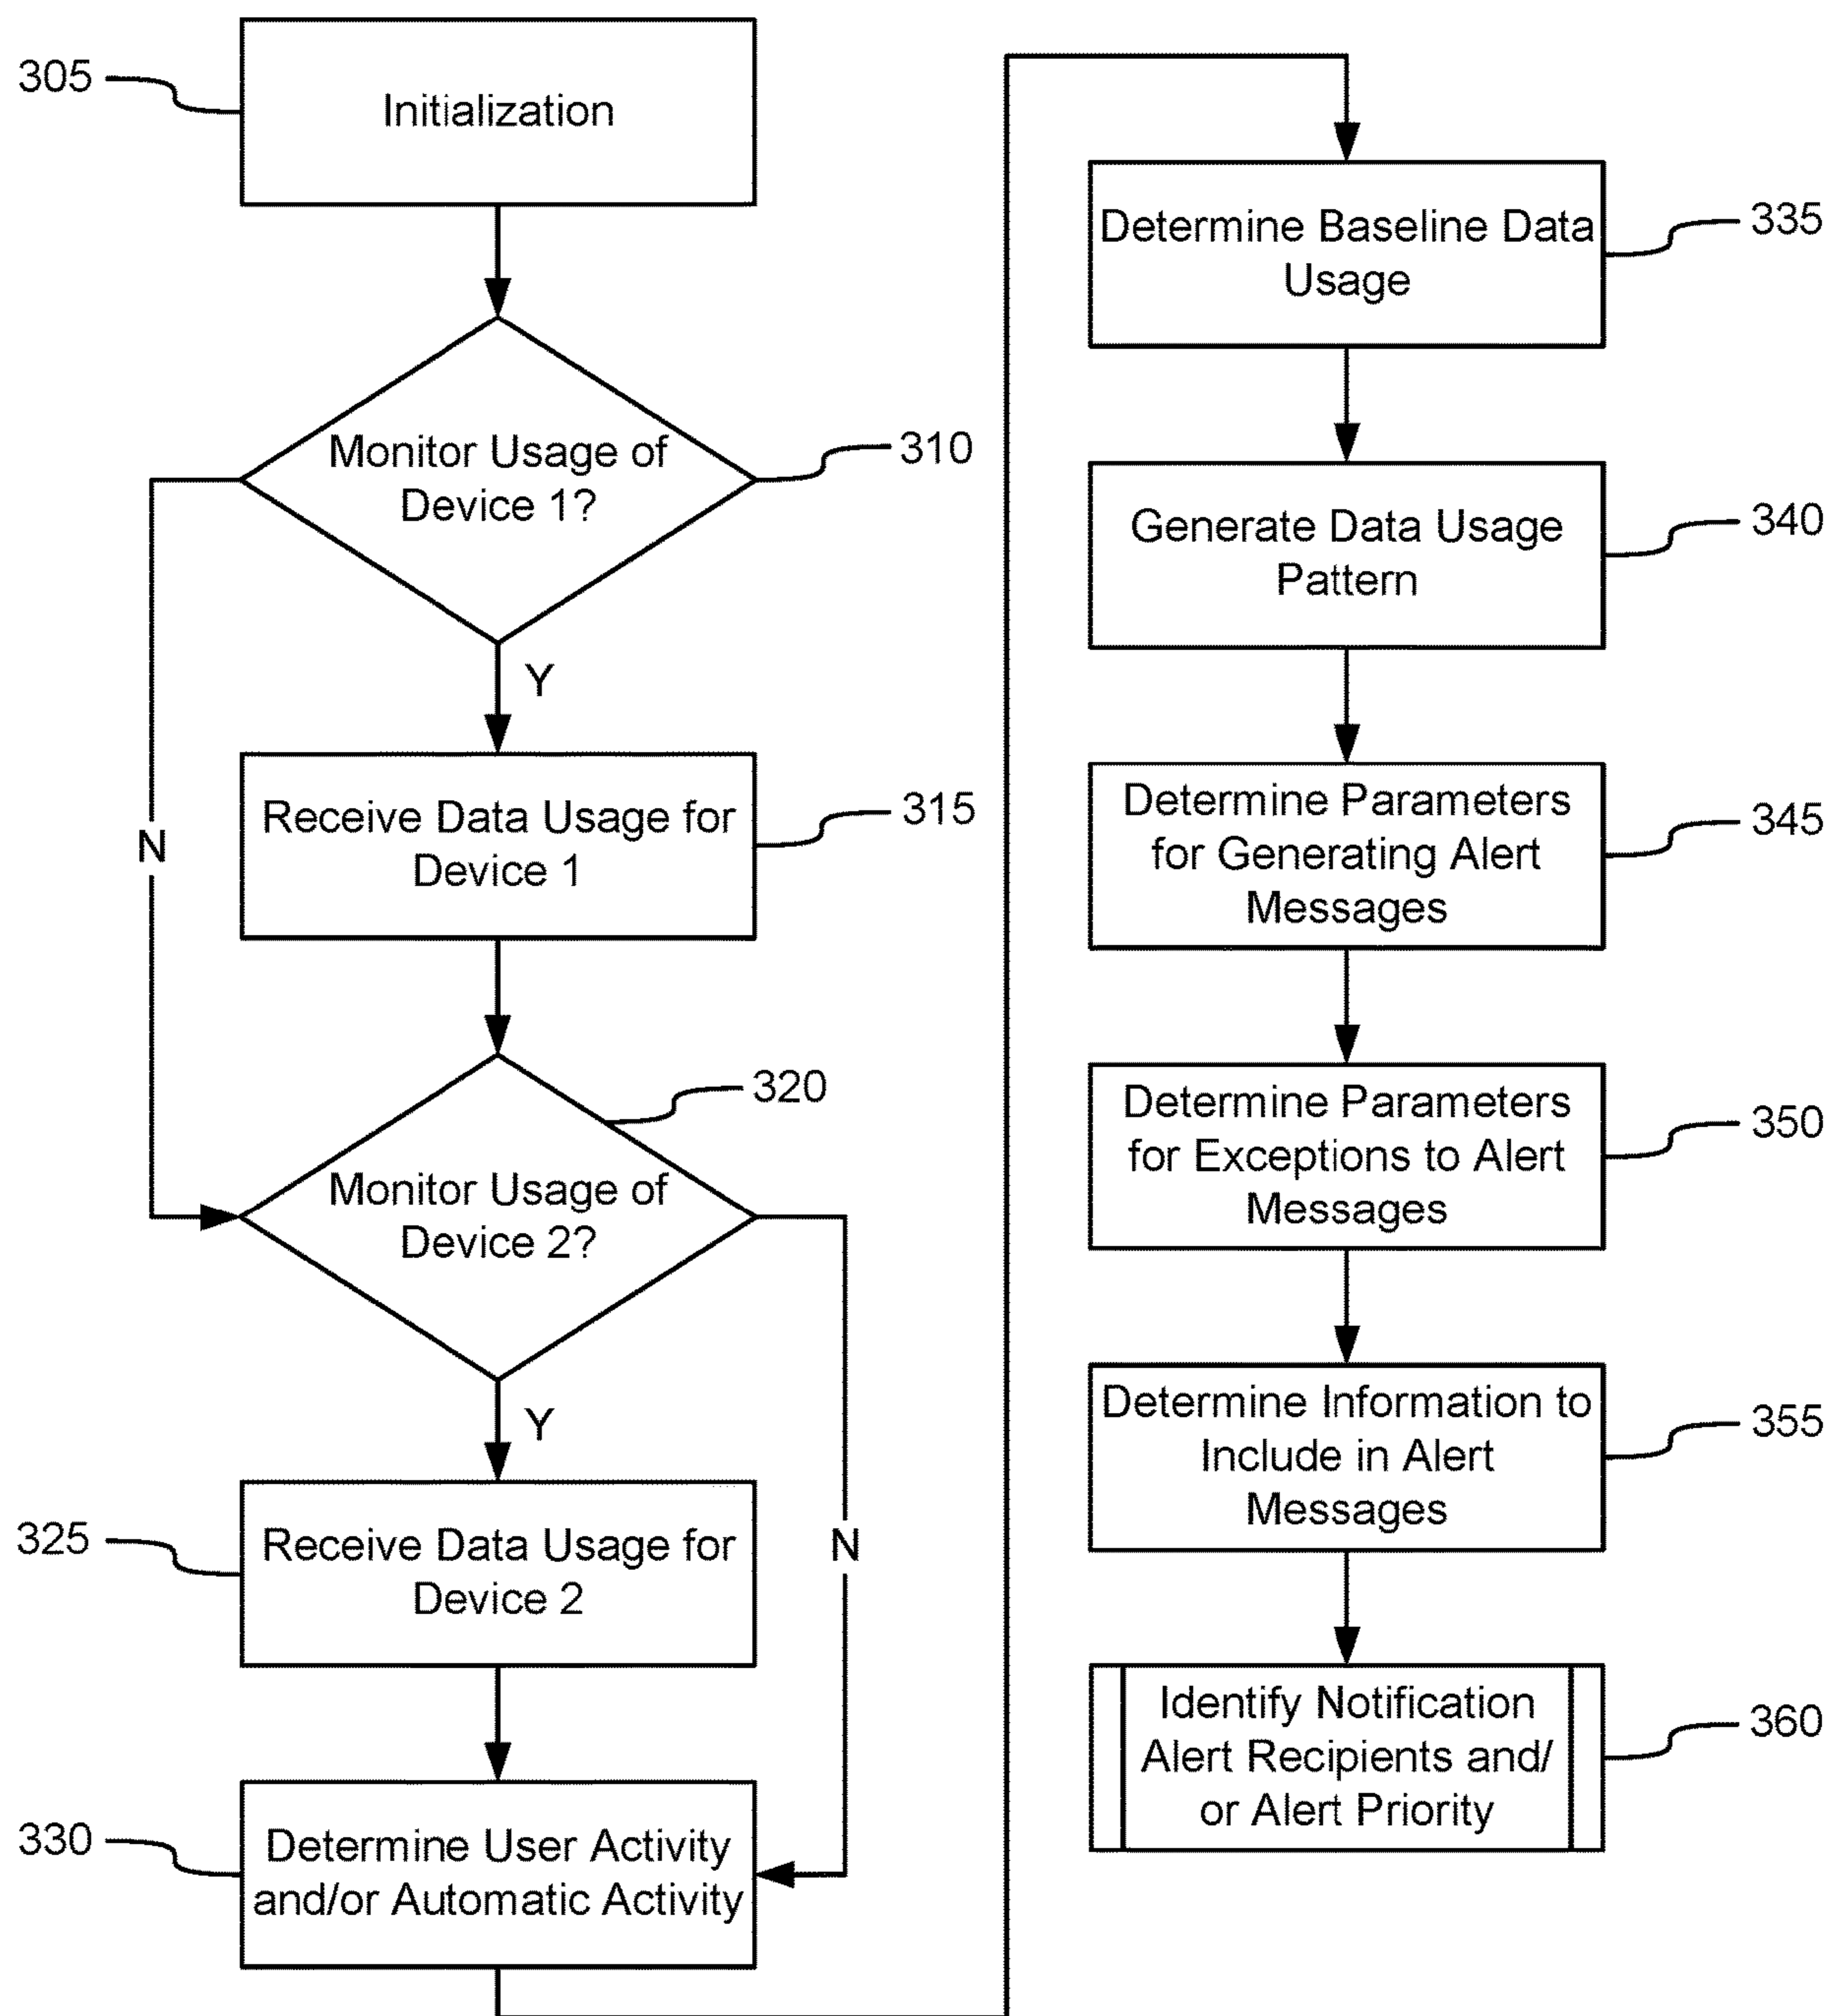 305
Initialization
Monitor Usage of
Device 1?
310
Y
N
Receive Data Usage for
Device 1
315
320
Monitor Usage of
Device 2?
Y
N
325
Receive Data Usage for
Device 2
330
Determine User Activity
and/or Automatic Activity
Determine Baseline Data
Usage
335
Generate Data Usage
Pattern
340
Determine Parameters
for Generating Alert
Messages
345
Determine Parameters
for Exceptions to Alert
Messages
350
Determine Information to
Include in Alert
Messages
355
Identify Notification
Alert Recipients and/
or Alert Priority
360